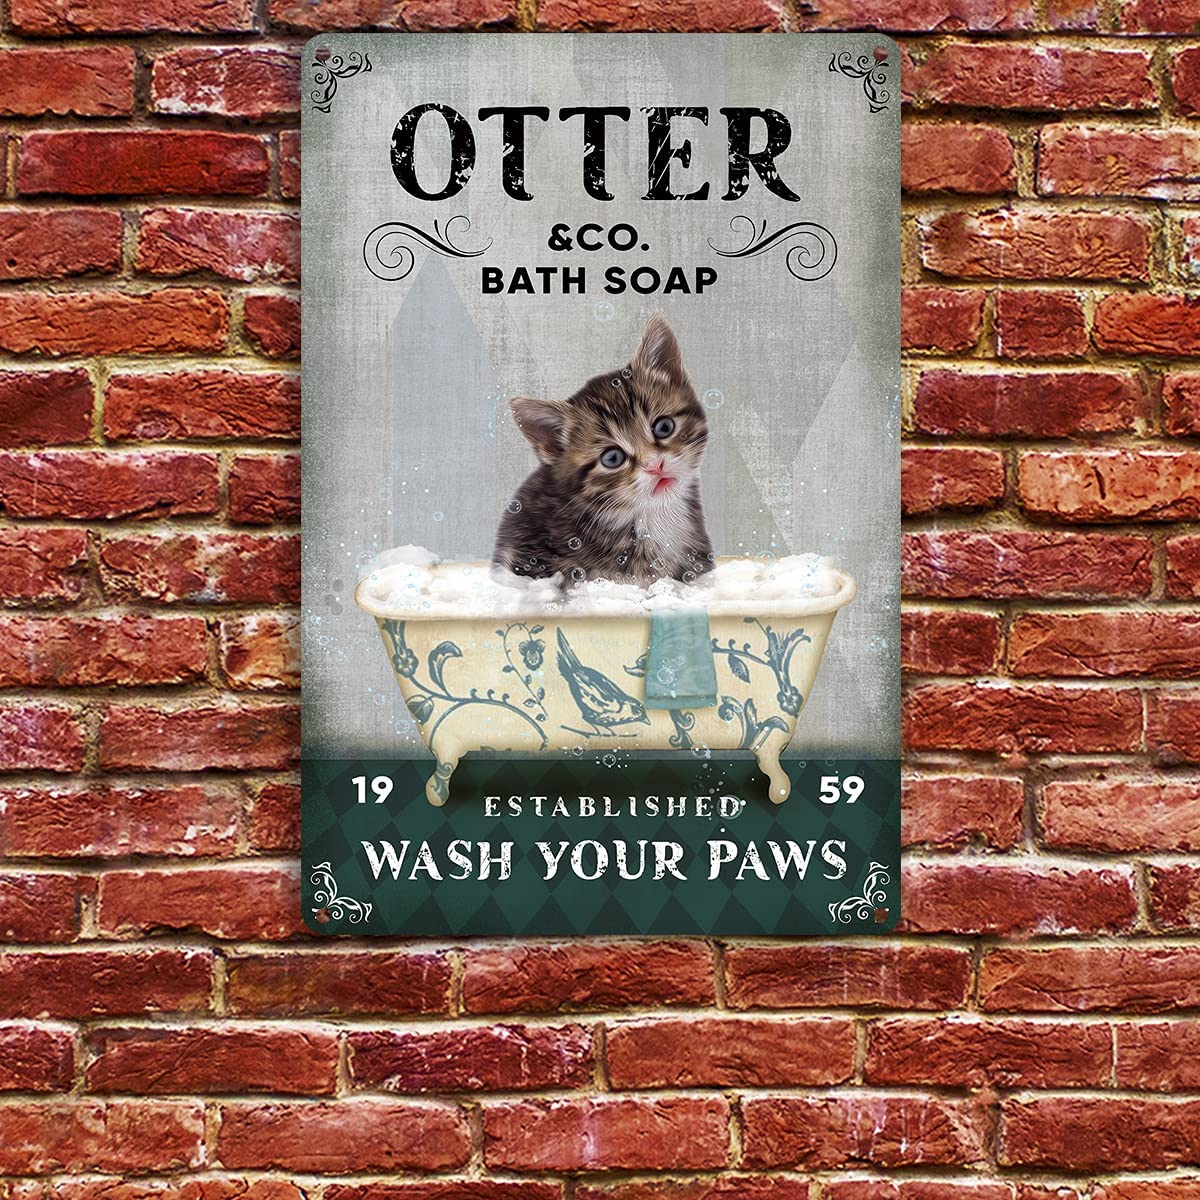 OTTER
&CO.
BATH SOAP
19 59
ESTABLISHED
WASH YOUR PAWS